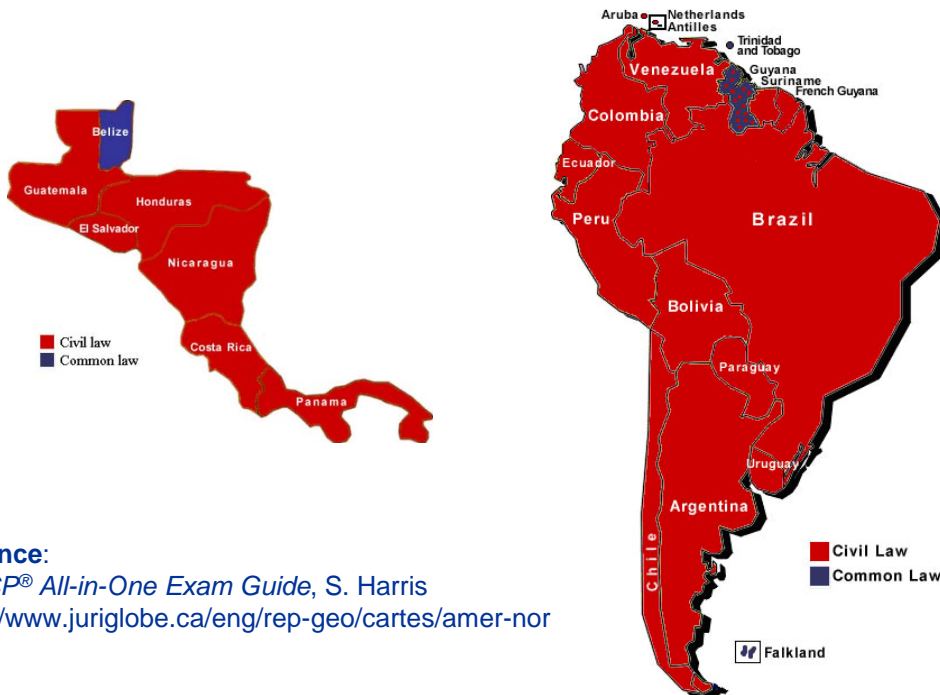 Belize
Guatemala
Honduras
El Salvador
Nicaragua
Costa Rica
Panama
Civil law
Common law
Aruba
Netherlands
Antilles
Trinidad
and Tobago
Venezuela
Guyana
Suriname
French Guyana
Colombia
Ecuador
Peru
Brazil
Bolivia
Paraguay
Uruguay
Argentina
Chile
Civil Law
Common Law
Falkland
nce:
SP® All-in-One Exam Guide, S. Harris
/www.juriglobe.ca/eng/rep-geo/cartes/amer-nor